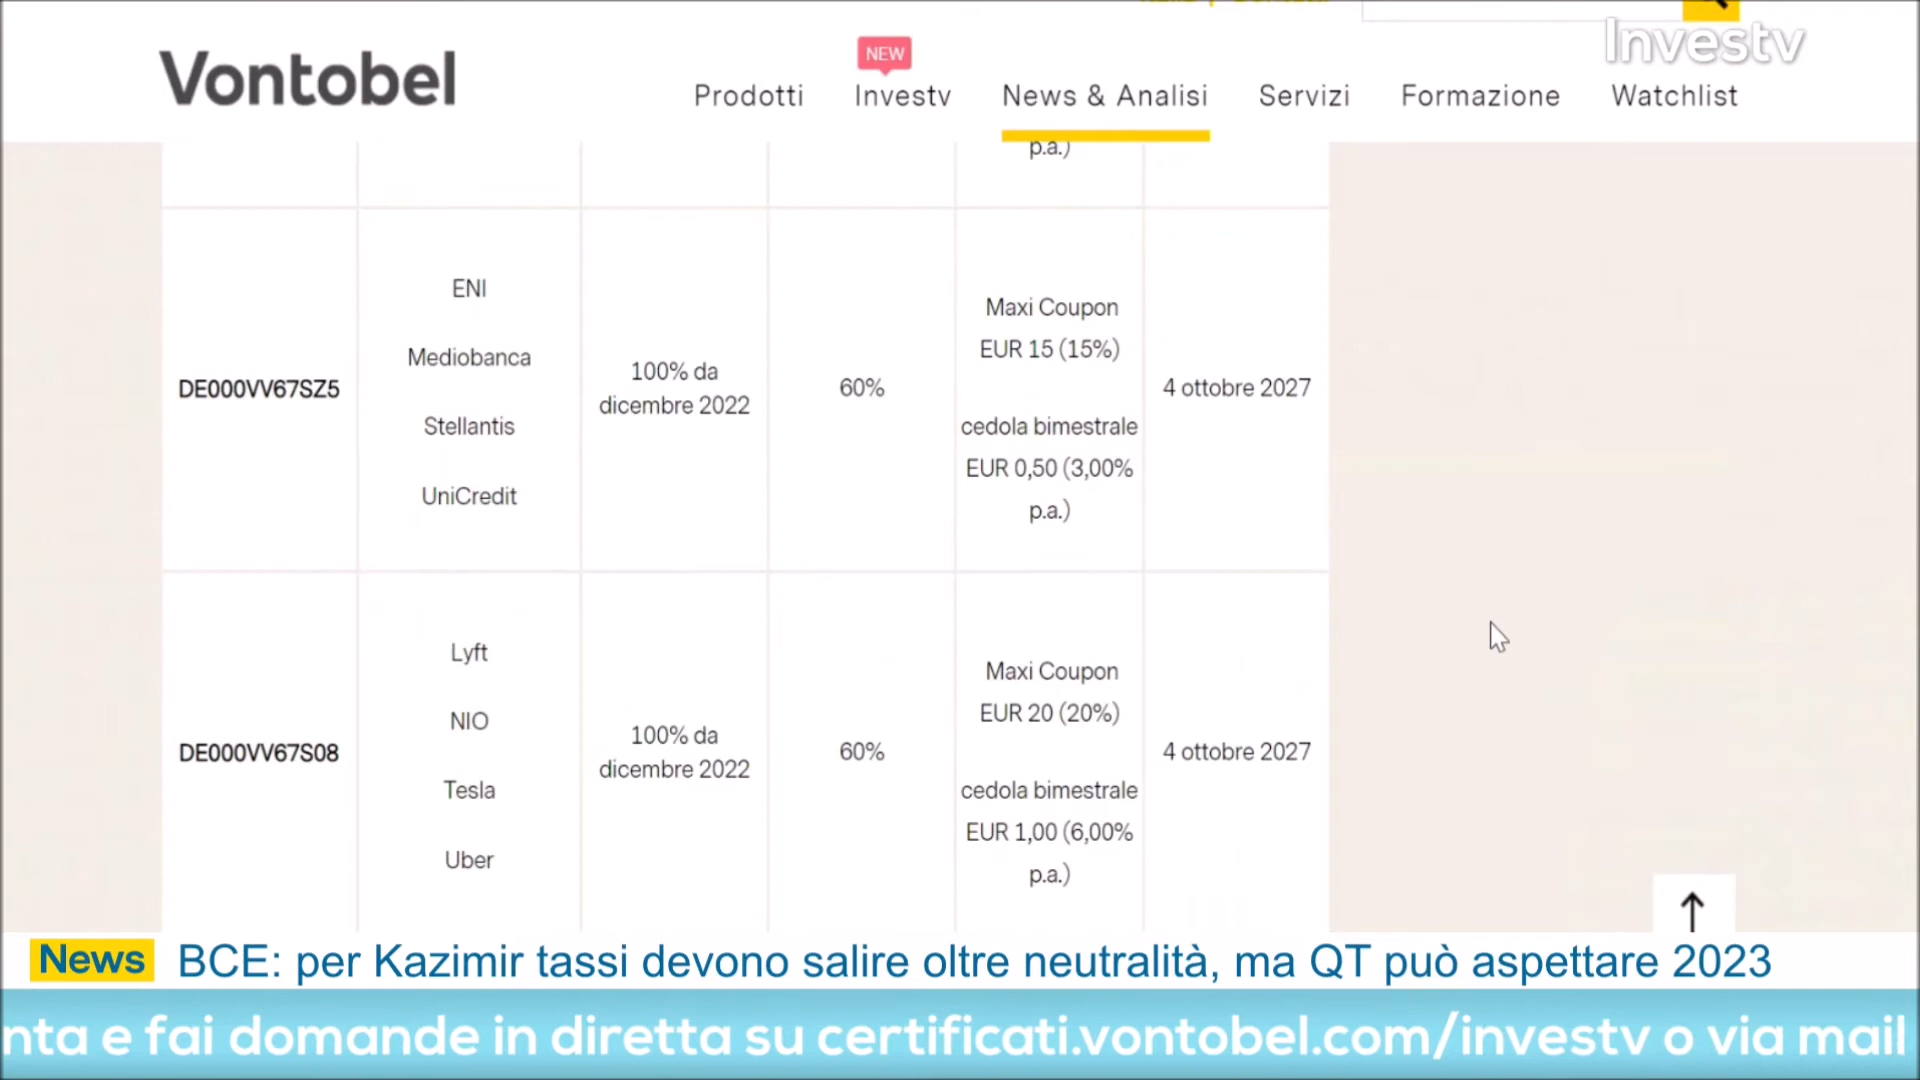 Investv
Vontobel
NEW
Prodotti
Investv
News & Analisi
Servizi
Formazione
Watchlist
p.a.)
DE000VV67SZ5
ENI
Mediobanca
Stellantis
UniCredit
100% da
dicembre 2022
60%
Maxi Coupon
EUR 15 (15%)
cedola bimestrale
EUR 0,50 (3,00%
p.a.)
4 ottobre 2027
DE000VV67S08
Lyft
NIO
Tesla
Uber
100% da
dicembre 2022
60%
Maxi Coupon
EUR 20 (20%)
cedola bimestrale
EUR 1,00 (6,00%
p.a.)
4 ottobre 2027
News
BCE: per Kazimir tassi devono salire oltre neutralità, ma QT può aspettare 2023
nta e fai domande in diretta su certificati.vontobel.com/investv o via mail